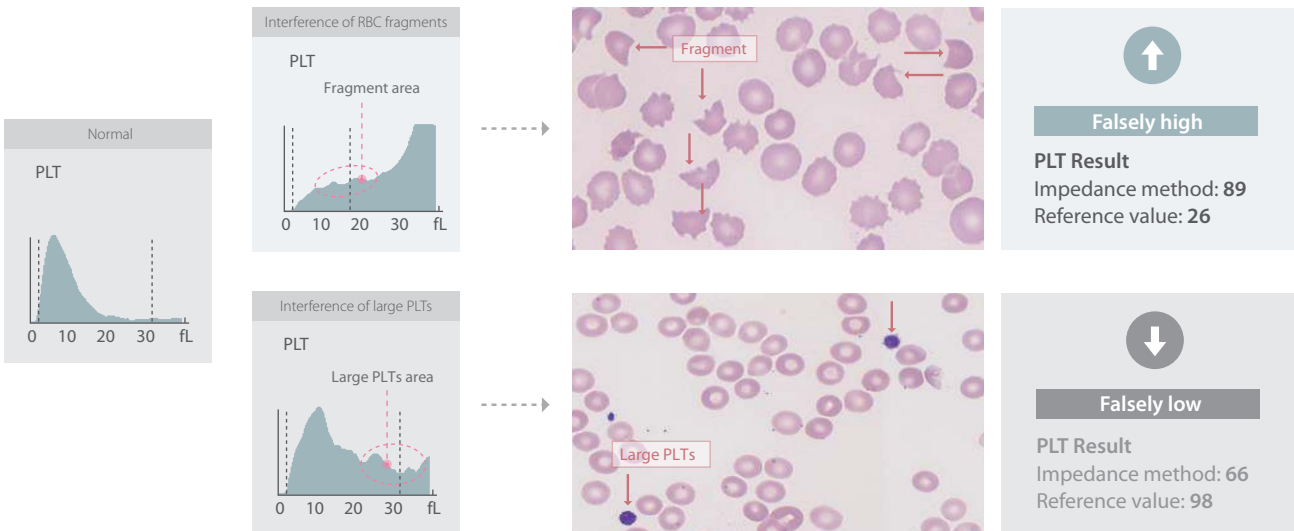 Normal
PLT
0 10 20 30 fL
Interference of RBC fragments
PLT
Fragment area
0 10 20 30 fL
Fragment
Falsely high
PLT Result
Impedance method: 89
Reference value: 26
Interference of large PLTs
PLT
Large PLTs area
0 10 20 30 fL
Large PLTs
Falsely low
PLT Result
Impedance method: 66
Reference value: 98